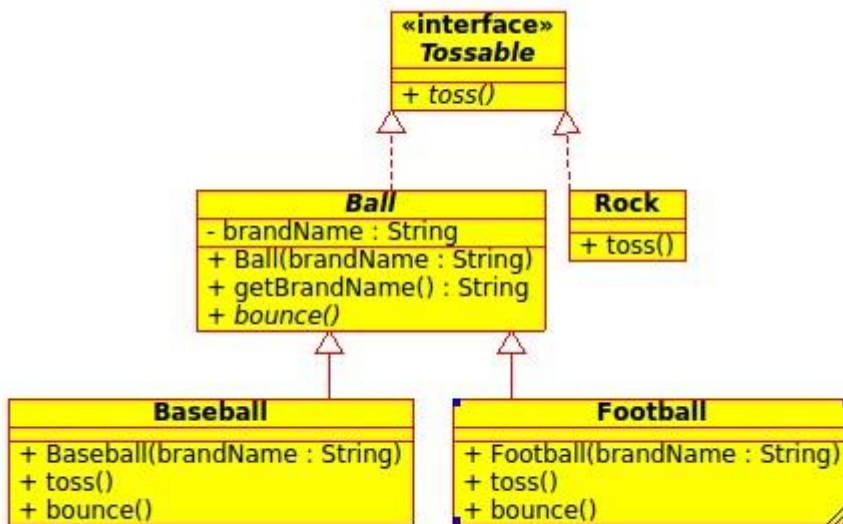 «interface»
Tossable
+ toss()
Ball
- brandName : String
+ Ball(brandName : String)
+ getBrandName() : String
+ bounce()
Rock
+ toss()
Baseball
+ Baseball(brandName : String)
+ toss()
+ bounce()
Football
+ Football(brandName : String)
+ toss()
+ bounce()